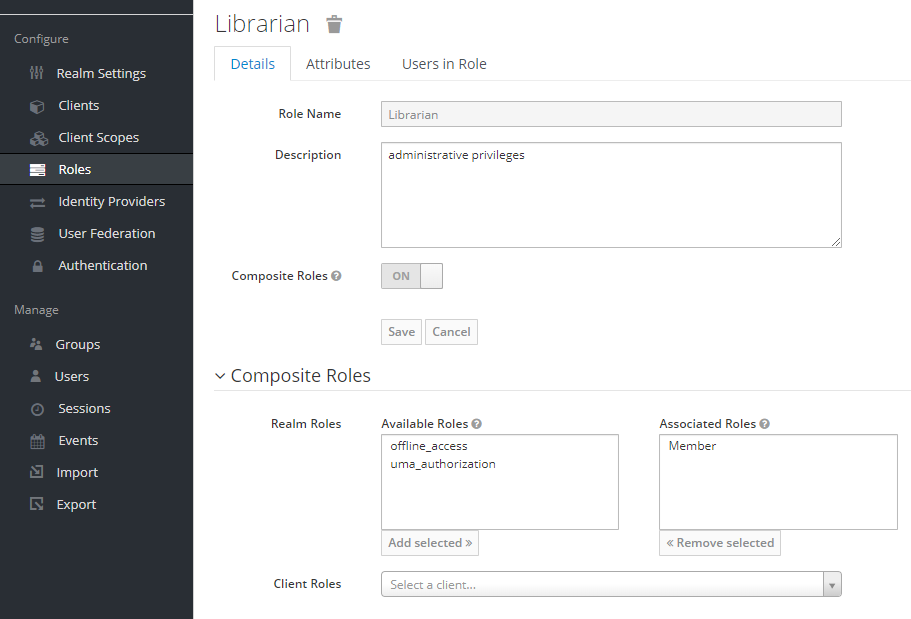 Configure
Realm Settings
Clients
Client Scopes
Roles
Identity Providers
User Federation
Authentication
Manage
Groups
Users
Sessions
Events
Import
Export
Librarian
Details Attributes Users in Role
Role Name Librarian
Description administrative privileges
Composite Roles ON
Save Cancel
Composite Roles
Realm Roles Available Roles Associated Roles
offline_access Member
uma_authorization
Add selected » « Remove selected
Client Roles Select a client...